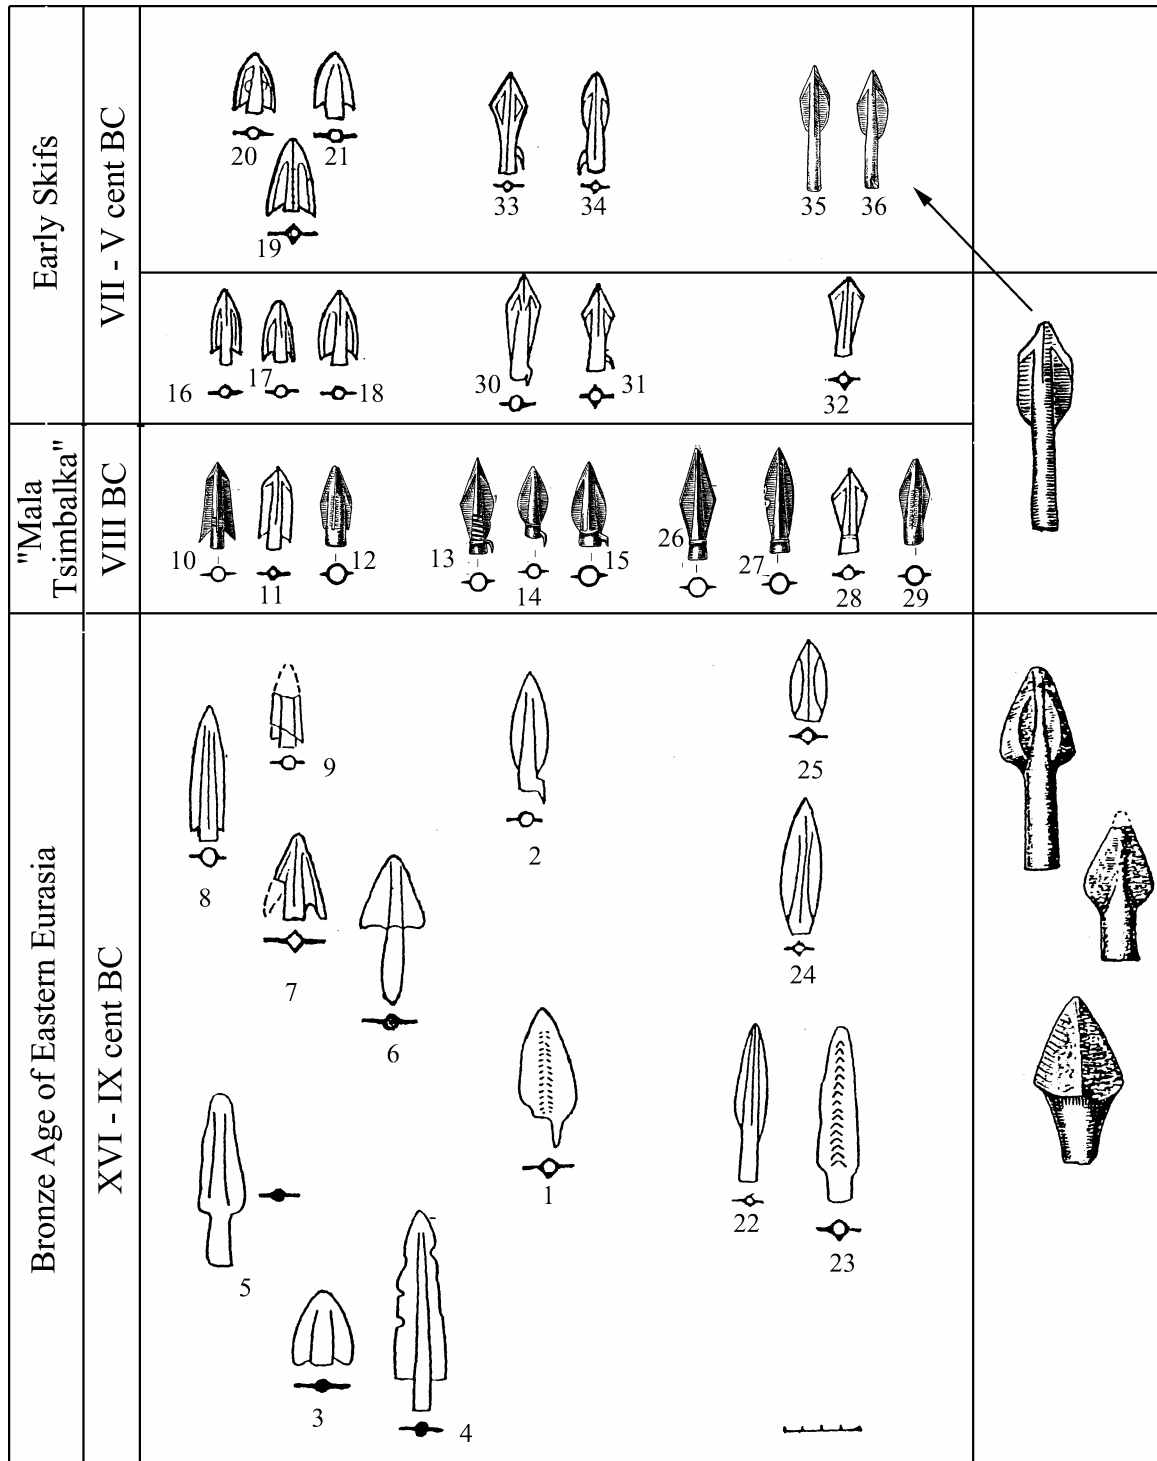 Early Skifs
VII - V cent BC
20 21
19
33 34
35 36
16 17 18
30 31
32
"Mala
Tsimbalka"
VIII BC
10 11 12
13 14 15
26 27 28 29
Bronze Age of Eastern Eurasia
XVI - IX cent BC
9
8
7
6
5
3
4
2
1
25
24
22
23